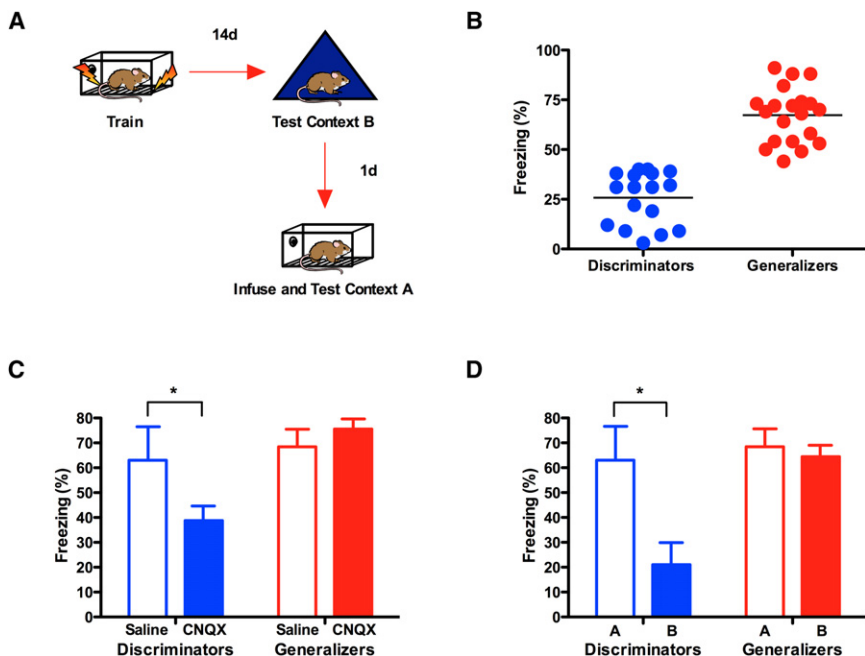 A
14d
Train
Test Context B
1d
Infuse and Test Context A
B
Freezing (%)
100
75
50
25
0
Discriminators Generalizers
C
*
Freezing (%)
80
70
60
50
40
30
20
10
0
Saline CNQX Saline CNQX
Discriminators Generalizers
D
*
Freezing (%)
80
70
60
50
40
30
20
10
0
A B A B
Discriminators Generalizers